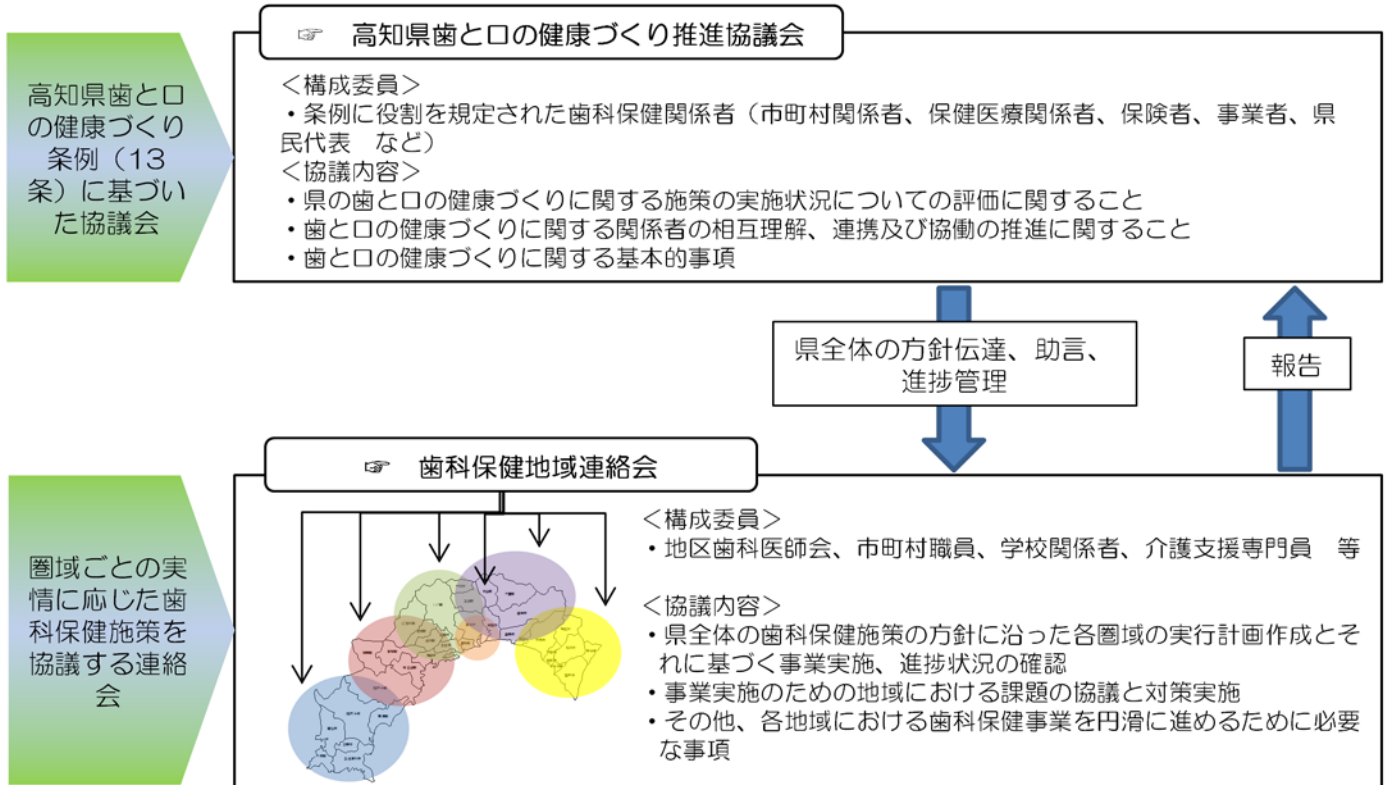 高知県歯と口
の健康づくり
条例（13
条）に基づい
た協議会
☞ 高知県歯と口の健康づくり推進協議会
＜構成委員＞
・条例に役割を規定された歯科保健関係者（市町村関係者、保健医療関係者、保険者、事業者、県
民代表 など）
＜協議内容＞
・県の歯と口の健康づくりに関する施策の実施状況についての評価に関すること
・歯と口の健康づくりに関する関係者の相互理解、連携及び協働の推進に関すること
・歯と口の健康づくりに関する基本的事項
県全体の方針伝達、助言、
進捗管理
報告
圏域ごとの実
情に応じた歯
科保健施策を
協議する連絡
会
☞ 歯科保健地域連絡会
＜構成委員＞
・地区歯科医師会、市町村職員、学校関係者、介護支援専門員 等
＜協議内容＞
・県全体の歯科保健施策の方針に沿った各圏域の実行計画作成とそ
れに基づく事業実施、進捗状況の確認
・事業実施のための地域における課題の協議と対策実施
・その他、各地域における歯科保健事業を円滑に進めるために必要
な事項